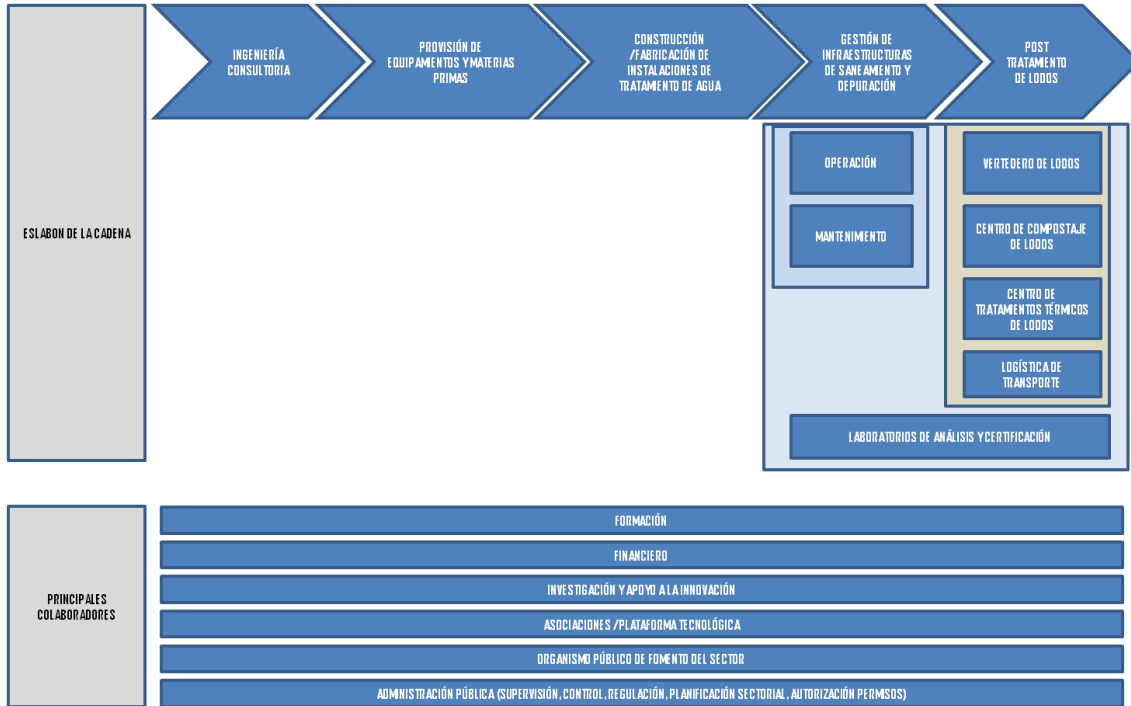 INGENIERÍA
CONSULTORIA
PROVISIÓN DE
EQUIPAMIENTOS Y MATERIAS
PRIMAS
CONSTRUCCIÓN
/FABRICACIÓN DE
INSTALACIONES DE
TRATAMIENTO DE AGUA
GESTIÓN DE
INFRAESTRUCTURAS
DE SANEAMIENTO Y
DEPURACIÓN
POST
TRATAMIENTO
DE LODOS
ESLABON DE LA CADENA
OPERACIÓN
MANTENIMIENTO
VERTEDERO DE LODOS
CENTRO DE COMPOSTAJE
DE LODOS
CENTRO DE
TRATAMIENTOS TÉRMICOS
DE LODOS
LOGÍSTICA DE
TRANSPORTE
LABORATORIOS DE ANÁLISIS Y CERTIFICACIÓN
PRINCIPALES
COLABORADORES
FORMACIÓN
FINANCIERO
INVESTIGACIÓN Y APOYO A LA INNOVACIÓN
ASOCIACIONES /PLATAFORMA TECNOLÓGICA
ORGANISMO PÚBLICO DE FOMENTO DEL SECTOR
ADMINISTRACIÓN PÚBLICA (SUPERVISIÓN, CONTROL, REGULACIÓN, PLANIFICACIÓN SECTORIAL, AUTORIZACIÓN PERMISOS)